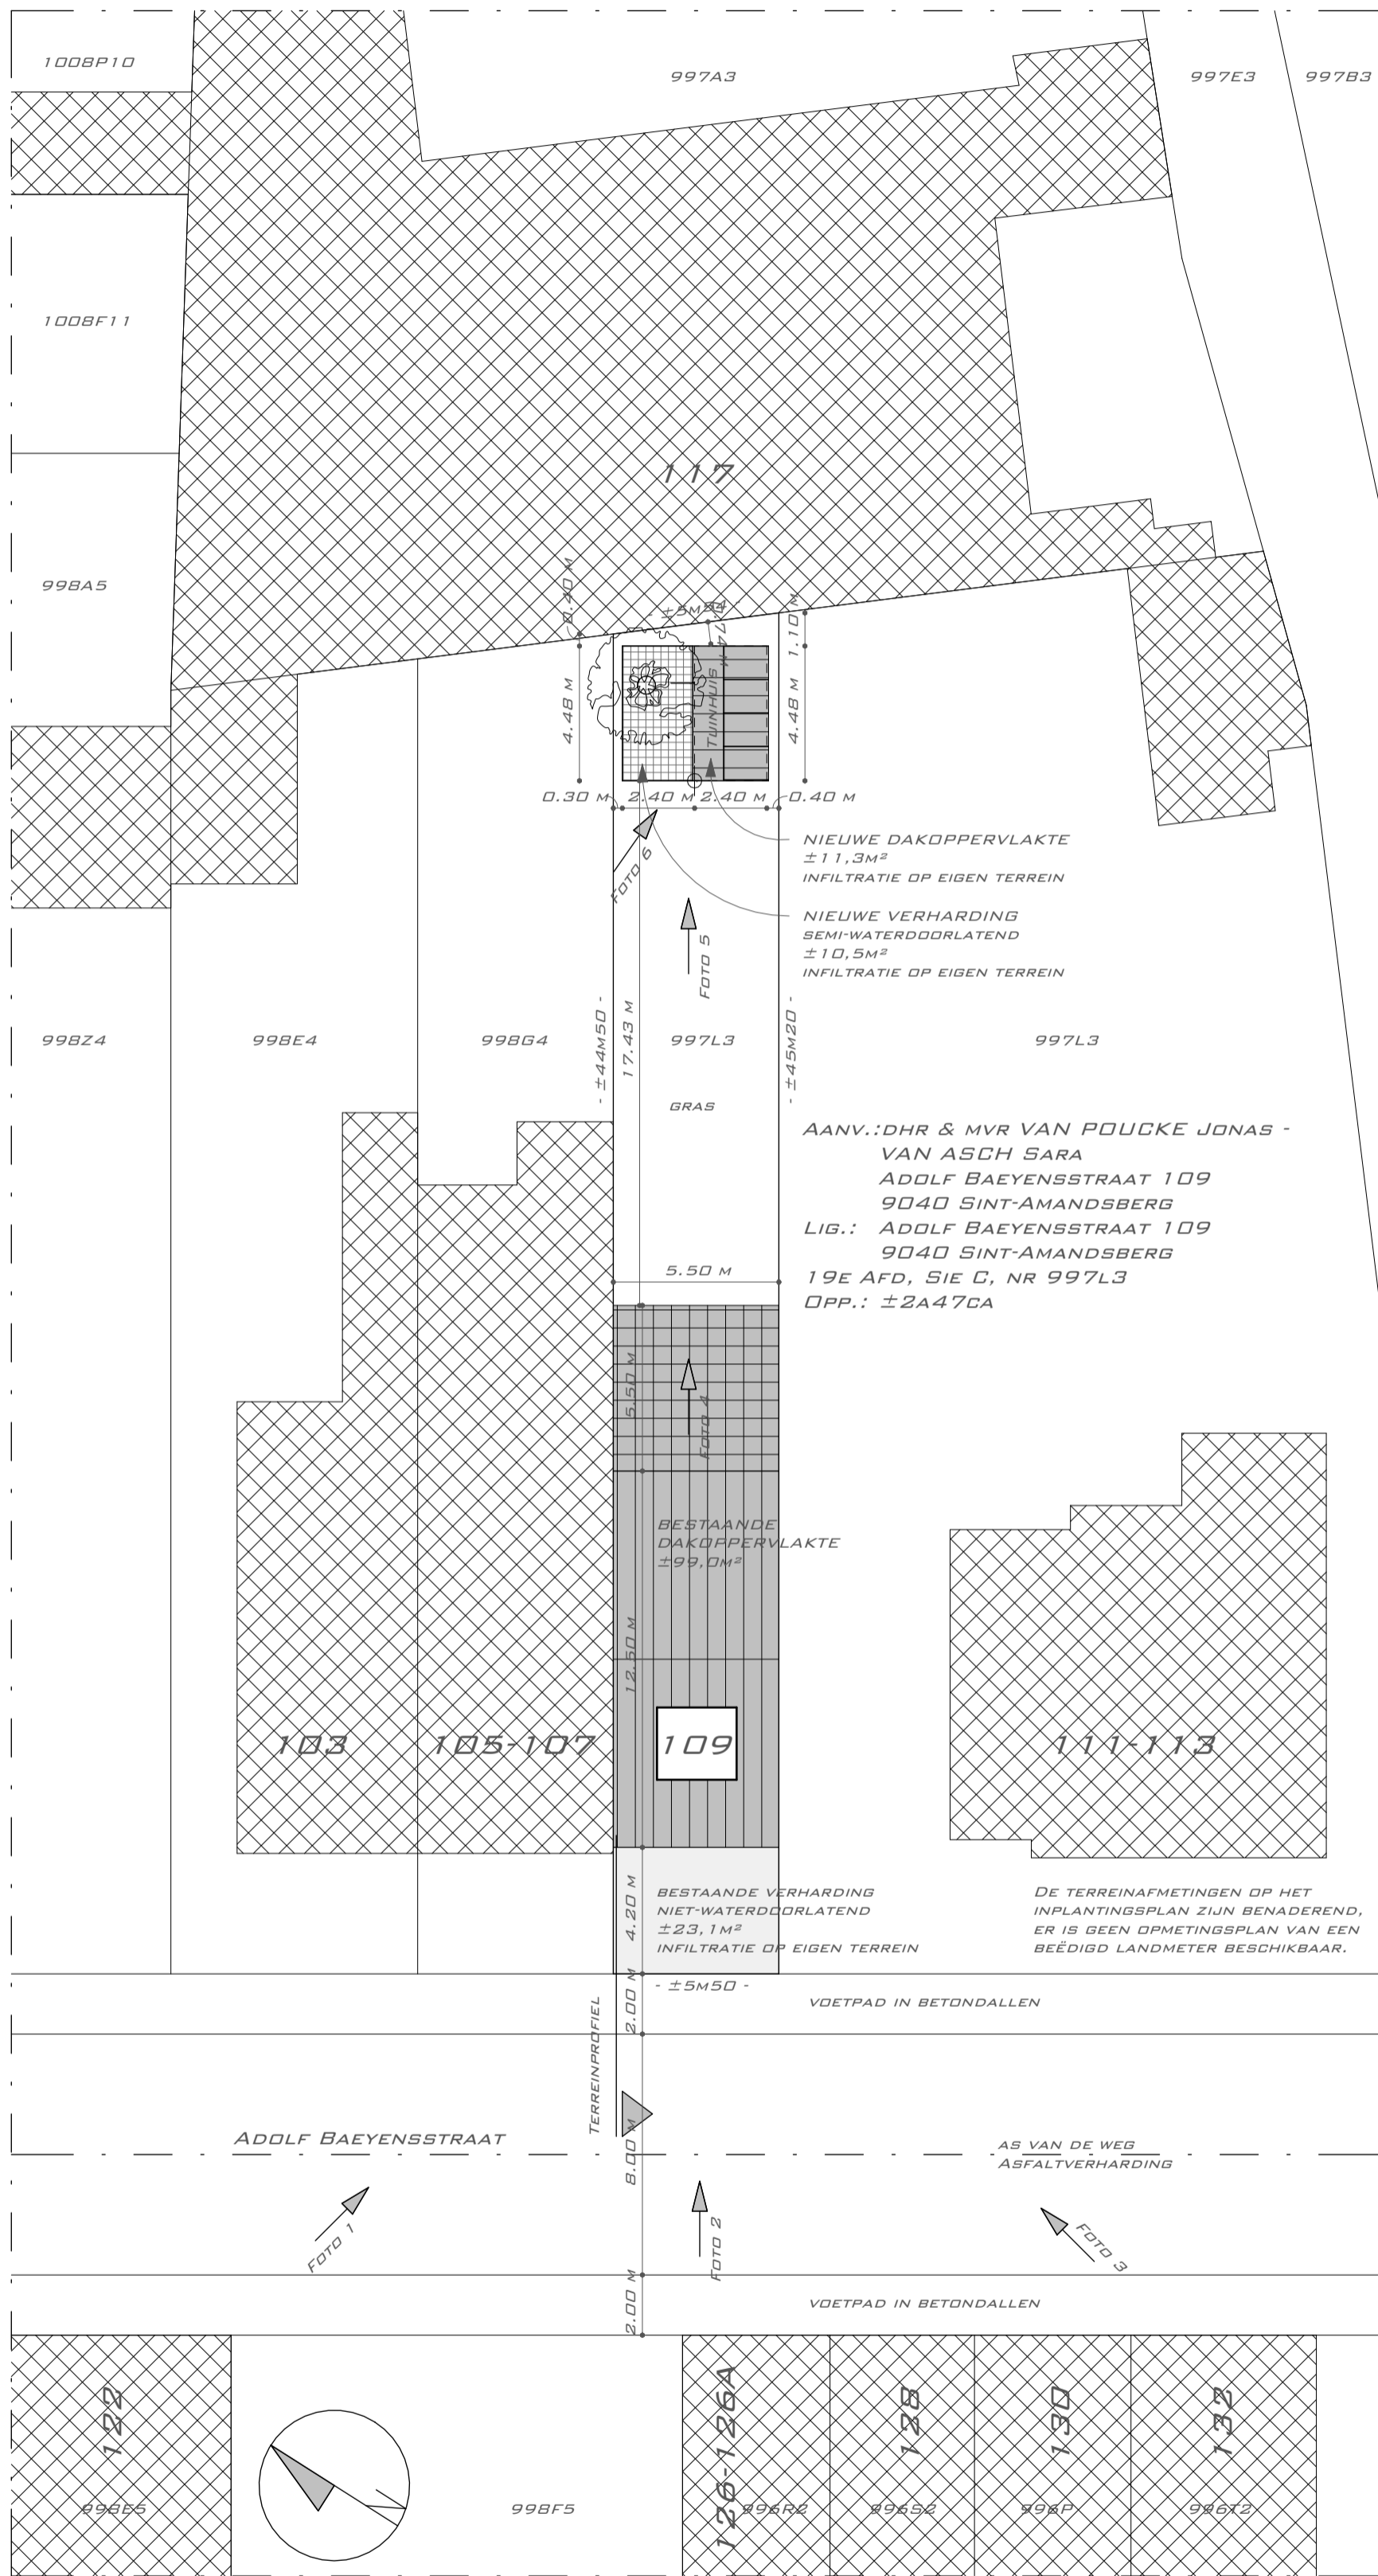 1008P10
997A3
997E3
997B3
1008F11
117
998A5
0.40 M
- ±5M54 -
1.10 M
4.48 M
TUINHUIS
4.48 M
0.30 M
2.40 M
2.40 M
0.40 M
FOTO 6
NIEUWE DAKOPPERVLAKTE
±11,3M²
INFILTRATIE OP EIGEN TERREIN
NIEUWE VERHARDING
SEMI-WATERDOORLATEND
±10,5M²
INFILTRATIE OP EIGEN TERREIN
FOTO 5
- ±44M50 -
17.43 M
- ±45M20 -
998Z4
998E4
998G4
997L3
997L3
GRAS
AANV.:DHR & MVR VAN POUCKE JONAS -
VAN ASCH SARA
ADOLF BAEYENSSTRAAT 109
9040 SINT-AMANDSBERG
LIG.: ADOLF BAEYENSSTRAAT 109
9040 SINT-AMANDSBERG
19E AFD, SIE C, NR 997L3
OPP.: ±2A47CA
5.50 M
5.50 M
FOTO 4
BESTAANDE
DAKOPPERVLAKTE
±99,0M²
12.50 M
103
105-107
109
111-113
4.20 M
BESTAANDE VERHARDING
NIET-WATERDOORLATEND
±23,1M²
INFILTRATIE OP EIGEN TERREIN
DE TERREINAFMETINGEN OP HET
INPLANTINGSPLAN ZIJN BENADEREND,
ER IS GEEN OPMETINGSPLAN VAN EEN
BEËDIGD LANDMETER BESCHIKBAAR.
- ±5M50 -
2.00 M
VOETPAD IN BETONDALLEN
TERREINPROFIEL
8.00 M
ADOLF BAEYENSSTRAAT
AS VAN DE WEG
ASFALTVERHARDING
FOTO 1
FOTO 2
FOTO 3
2.00 M
VOETPAD IN BETONDALLEN
122
126-126A
128
130
132
998E5
998F5
996R2
996S2
996P
996T2